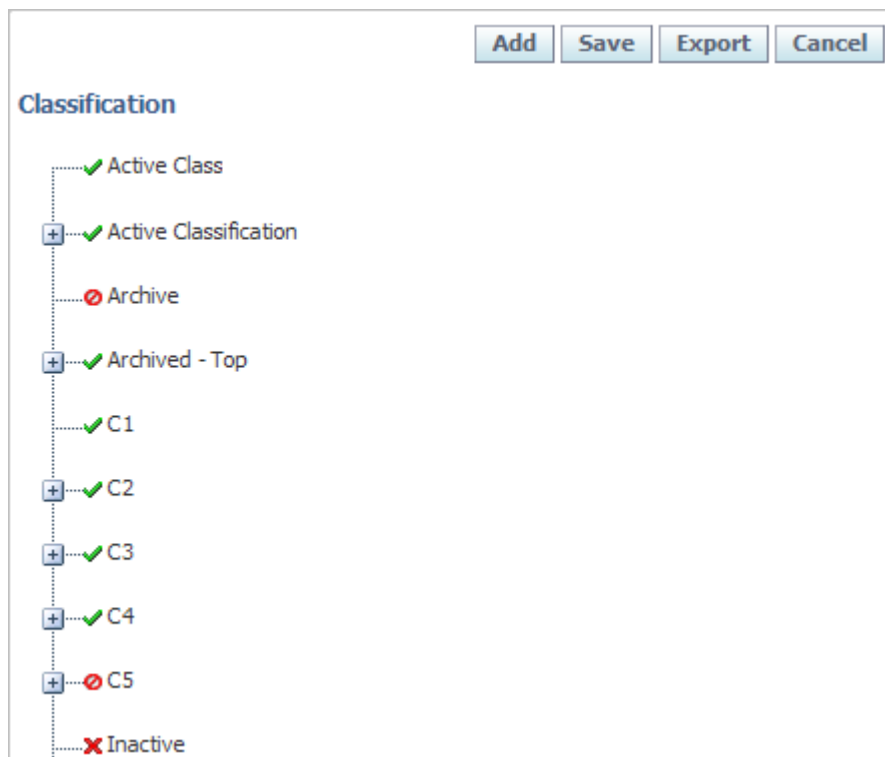 Add Save Export Cancel
Classification
Active Class
Active Classification
Archive
Archived - Top
C1
C2
C3
C4
C5
Inactive